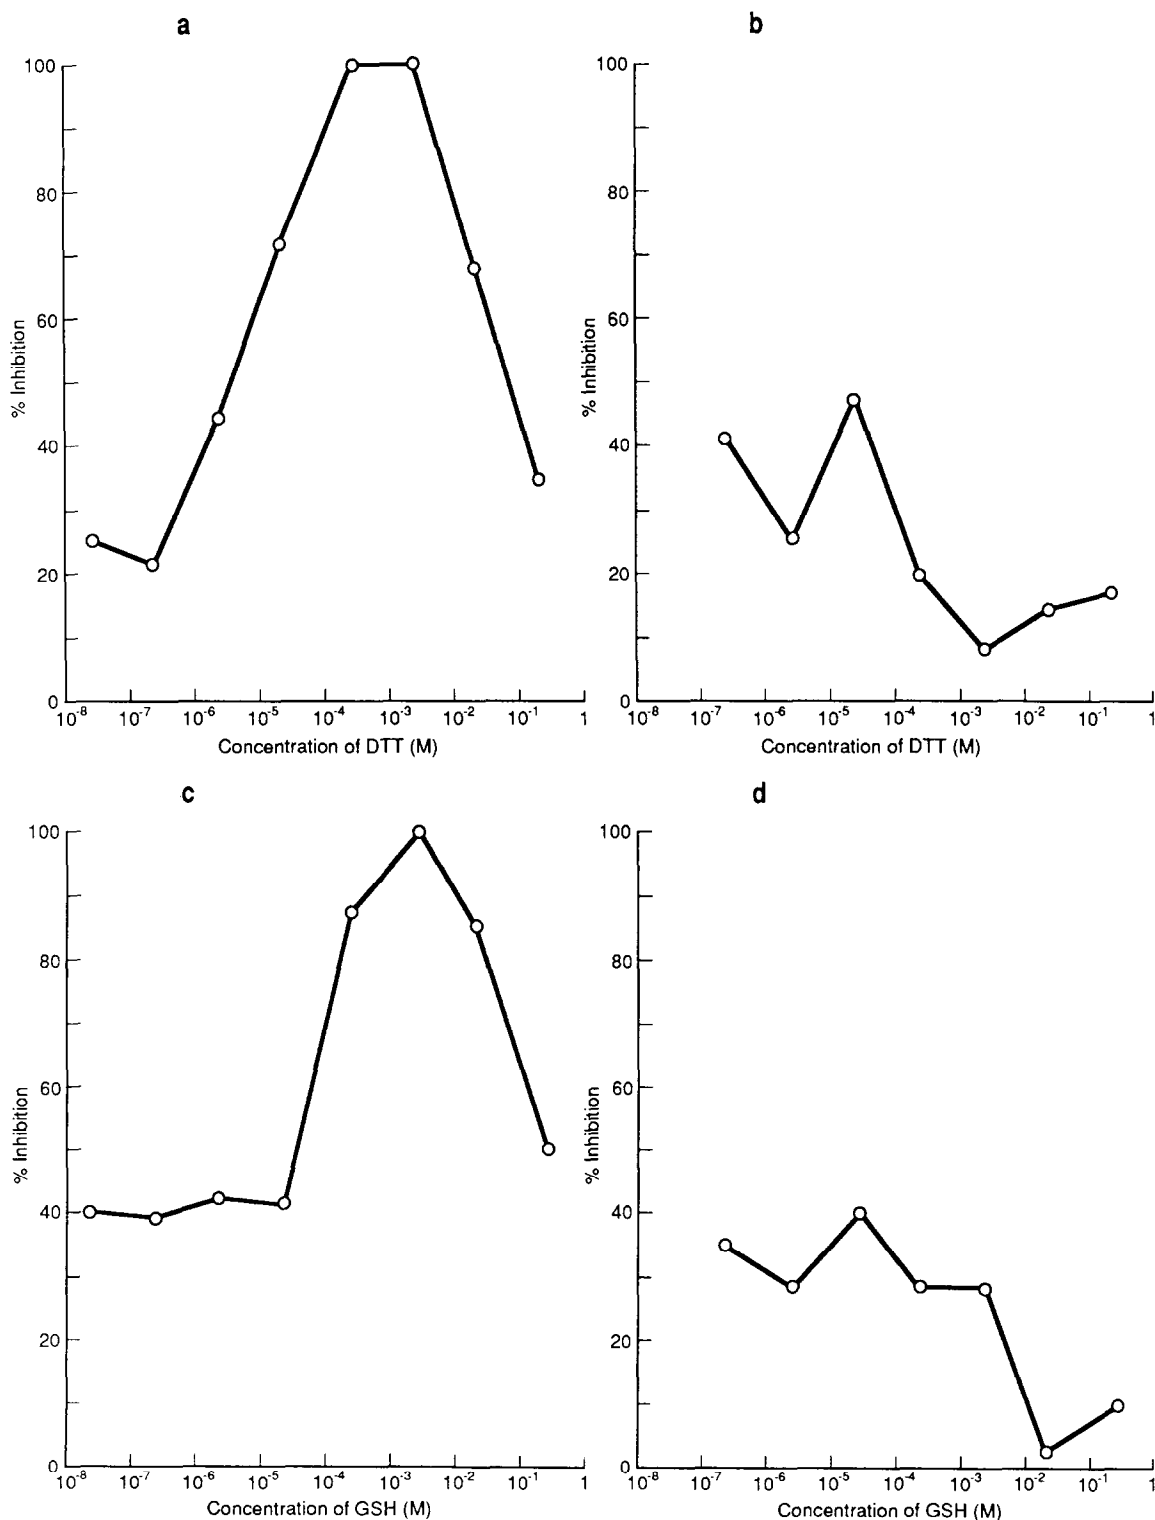 a
100
80
60
40
20
0
% Inhibition
10⁻⁸ 10⁻⁷ 10⁻⁶ 10⁻⁵ 10⁻⁴ 10⁻³ 10⁻² 10⁻¹ 1
Concentration of DTT (M)
b
100
80
60
40
20
0
% Inhibition
10⁻⁸ 10⁻⁷ 10⁻⁶ 10⁻⁵ 10⁻⁴ 10⁻³ 10⁻² 10⁻¹ 1
Concentration of DTT (M)
c
100
80
60
40
20
0
% Inhibition
10⁻⁸ 10⁻⁷ 10⁻⁶ 10⁻⁵ 10⁻⁴ 10⁻³ 10⁻² 10⁻¹ 1
Concentration of GSH (M)
d
100
80
60
40
20
0
% Inhibition
10⁻⁸ 10⁻⁷ 10⁻⁶ 10⁻⁵ 10⁻⁴ 10⁻³ 10⁻² 10⁻¹ 1
Concentration of GSH (M)